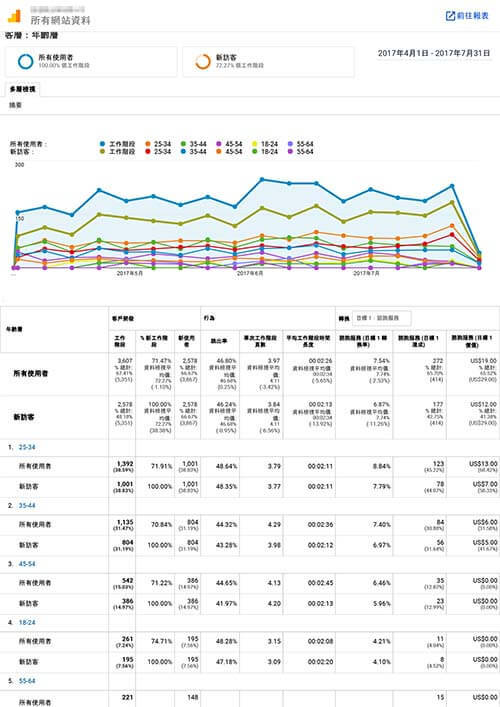 所有網站資料
前往報表
客層：年齡層
2017年4月1日 - 2017年7月31日
所有使用者
100.00% 個工作階段
新訪客
72.27% 個工作階段
多層檢視
摘要
所有使用者： 工作階段 25-34 35-44 45-54 18-24 55-64
新訪客： 工作階段 25-34 35-44 45-54 18-24 55-64
300
150
... 2017年5月 2017年6月 2017年7月
客戶開發 行為 轉換 目標 1：諮詢服務
年齡層 工作階段 % 新工作階段 新使用者 跳出率 單次工作階段頁數 平均工作階段時間長度 諮詢服務 (目標 1 轉換率) 諮詢服務 (目標 1 達成) 諮詢服務 (目標 1 價值)
所有使用者 3,607 % 總計: 67.41% (5,351) 71.47% 資料檢視平均值: 72.27% (-1.10%) 2,578 % 總計: 66.67% (3,867) 46.80% 資料檢視平均值: 46.68% (0.25%) 3.97 資料檢視平均值: 4.11 (-3.42%) 00:02:26 資料檢視平均值: 00:02:34 (-5.65%) 7.54% 資料檢視平均值: 7.74% (-2.53%) 272 % 總計: 65.70% (414) US$19.00 % 總計: 65.52% (US$29.00)
新訪客 2,578 % 總計: 48.18% (5,351) 100.00% 資料檢視平均值: 72.27% (38.38%) 2,578 % 總計: 66.67% (3,867) 46.24% 資料檢視平均值: 46.68% (-0.95%) 3.84 資料檢視平均值: 4.11 (-6.56%) 00:02:13 資料檢視平均值: 00:02:34 (-13.92%) 6.87% 資料檢視平均值: 7.74% (-11.26%) 177 % 總計: 42.75% (414) US$12.00 % 總計: 41.38% (US$29.00)
1. 25-34
所有使用者 1,392 (38.59%) 71.91% 1,001 (38.83%) 48.64% 3.79 00:02:11 8.84% 123 (45.22%) US$13.00 (68.42%)
新訪客 1,001 (38.83%) 100.00% 1,001 (38.83%) 48.35% 3.77 00:02:11 7.79% 78 (44.07%) US$7.00 (58.33%)
2. 35-44
所有使用者 1,135 (31.47%) 70.84% 804 (31.19%) 44.32% 4.29 00:02:36 7.40% 84 (30.88%) US$6.00 (31.58%)
新訪客 804 (31.19%) 100.00% 804 (31.19%) 43.28% 3.98 00:02:12 6.97% 56 (31.64%) US$5.00 (41.67%)
3. 45-54
所有使用者 542 (15.03%) 71.22% 386 (14.97%) 44.65% 4.13 00:02:45 6.46% 35 (12.87%) US$0.00 (0.00%)
新訪客 386 (14.97%) 100.00% 386 (14.97%) 41.97% 4.20 00:02:13 5.96% 23 (12.99%) US$0.00 (0.00%)
4. 18-24
所有使用者 261 (7.24%) 74.71% 195 (7.56%) 48.28% 3.15 00:02:08 4.21% 11 (4.04%) US$0.00 (0.00%)
新訪客 195 (7.56%) 100.00% 195 (7.56%) 47.18% 3.09 00:02:20 4.10% 8 (4.52%) US$0.00 (0.00%)
5. 55-64
所有使用者 221 148 15 US$0.00